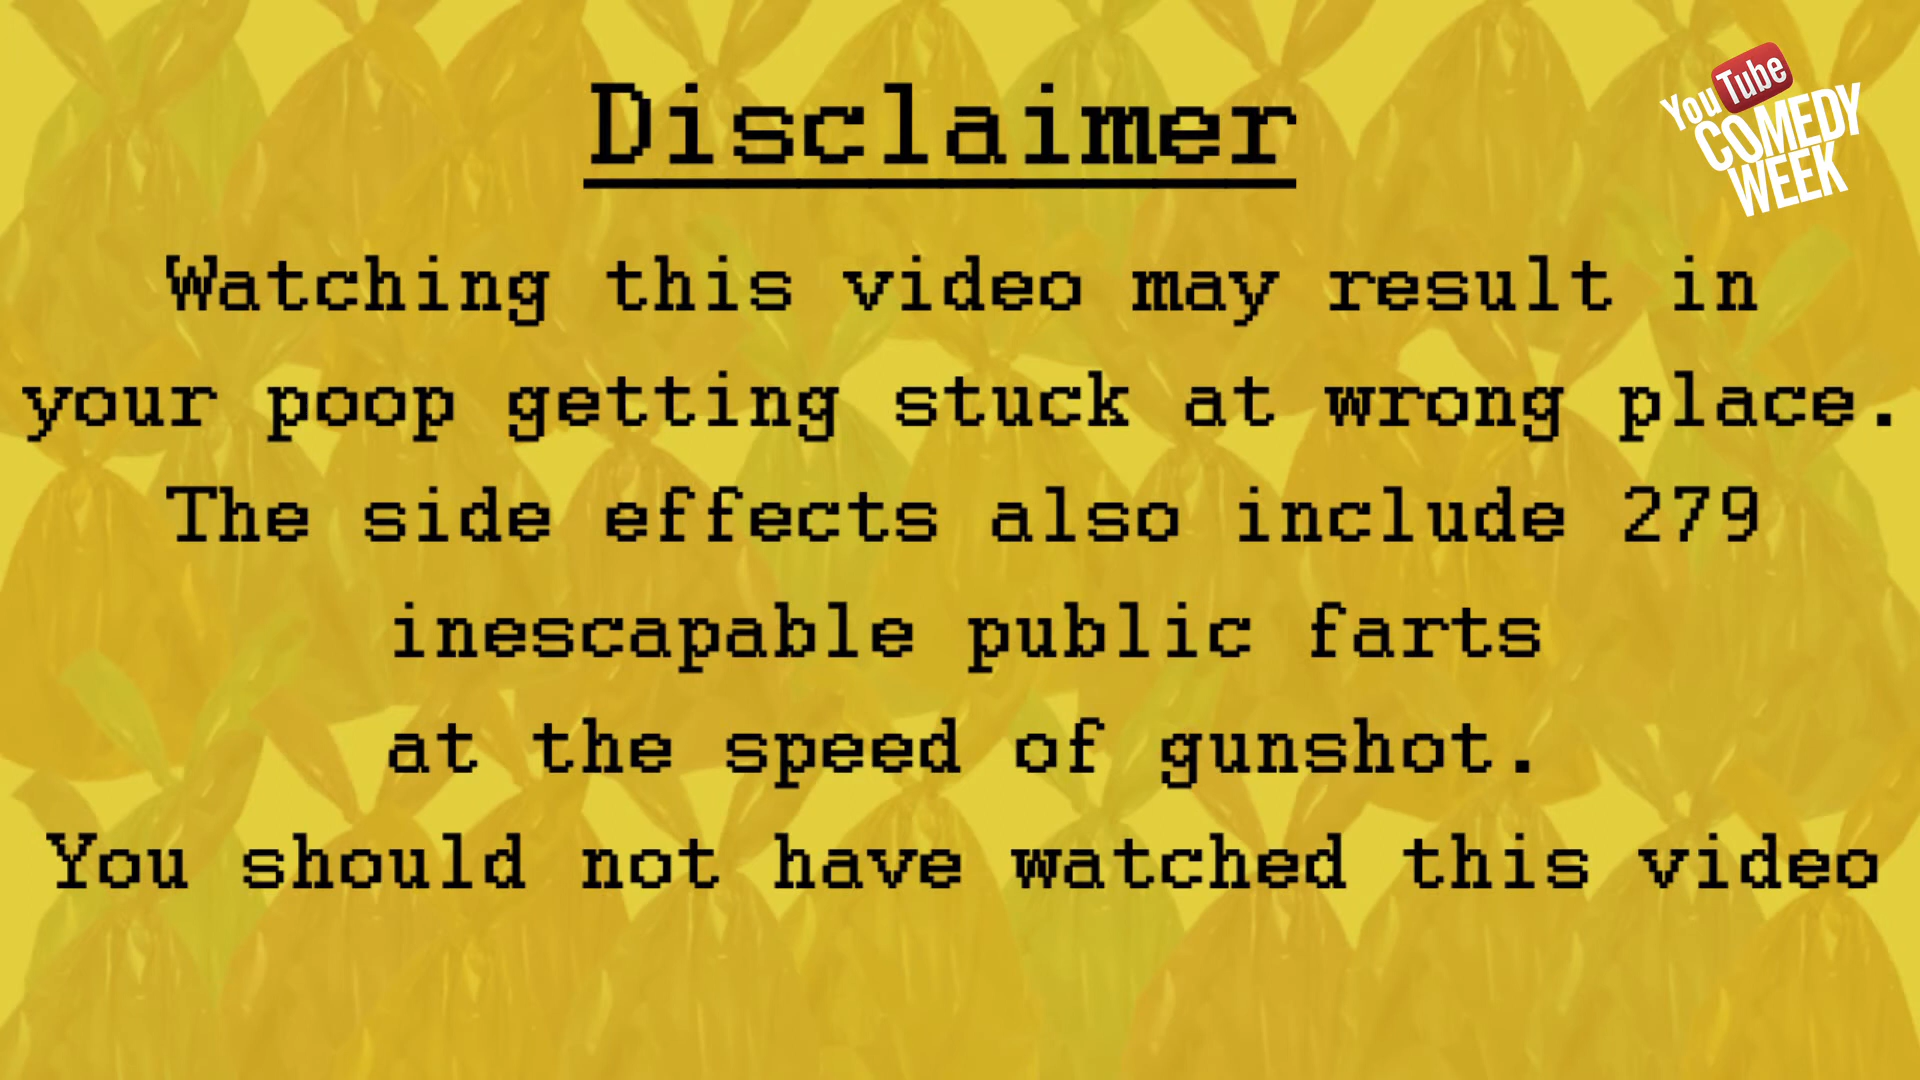 Disclaimer
YouTube
COMEDY
WEEK
Watching this video may result in
your poop getting stuck at wrong place.
The side effects also include 279
inescapable public farts
at the speed of gunshot.
You should not have watched this video